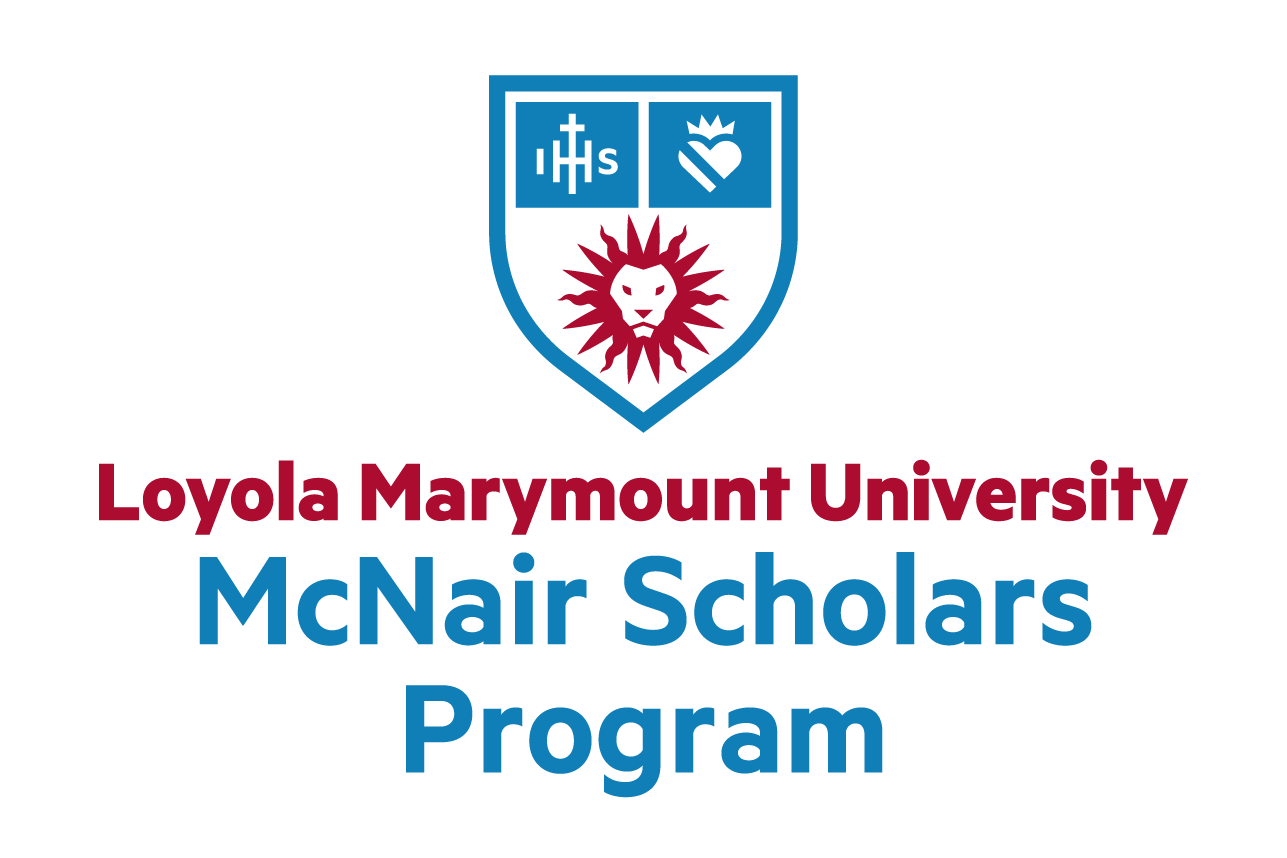 IHS
Loyola Marymount University
McNair Scholars
Program